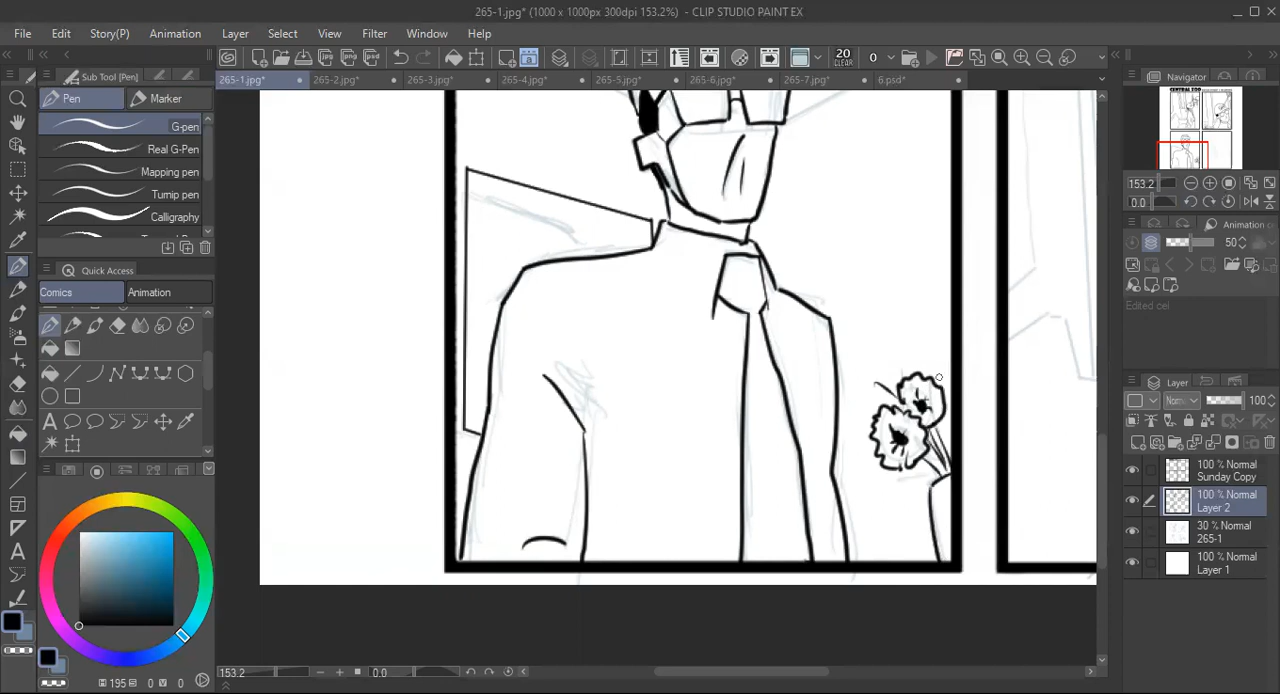 265-1.jpg* (1000 x 1000px 300dpi 153.2%) - CLIP STUDIO PAINT EX
File Edit Story(P) Animation Layer Select View Filter Window Help
20 CLEAR 0
Sub Tool [Pen]
265-1.jpg* 265-2.jpg* 265-3.jpg* 265-4.jpg* 265-5.jpg* 265-6.jpg* 265-7.jpg* 6.psd*
Navigator
Pen Marker
G-pen
Real G-Pen
Mapping pen
Turnip pen
Calligraphy
CENTRAL ZOO
153.2
0.0
Animation c
50
Quick Access
Comics Animation
Edited cel
Layer
Norm 100
100 % Normal
Sunday Copy
100 % Normal
Layer 2
30 % Normal
265-1
100 % Normal
Layer 1
153.2 0.0
H 195 S 0 V 0